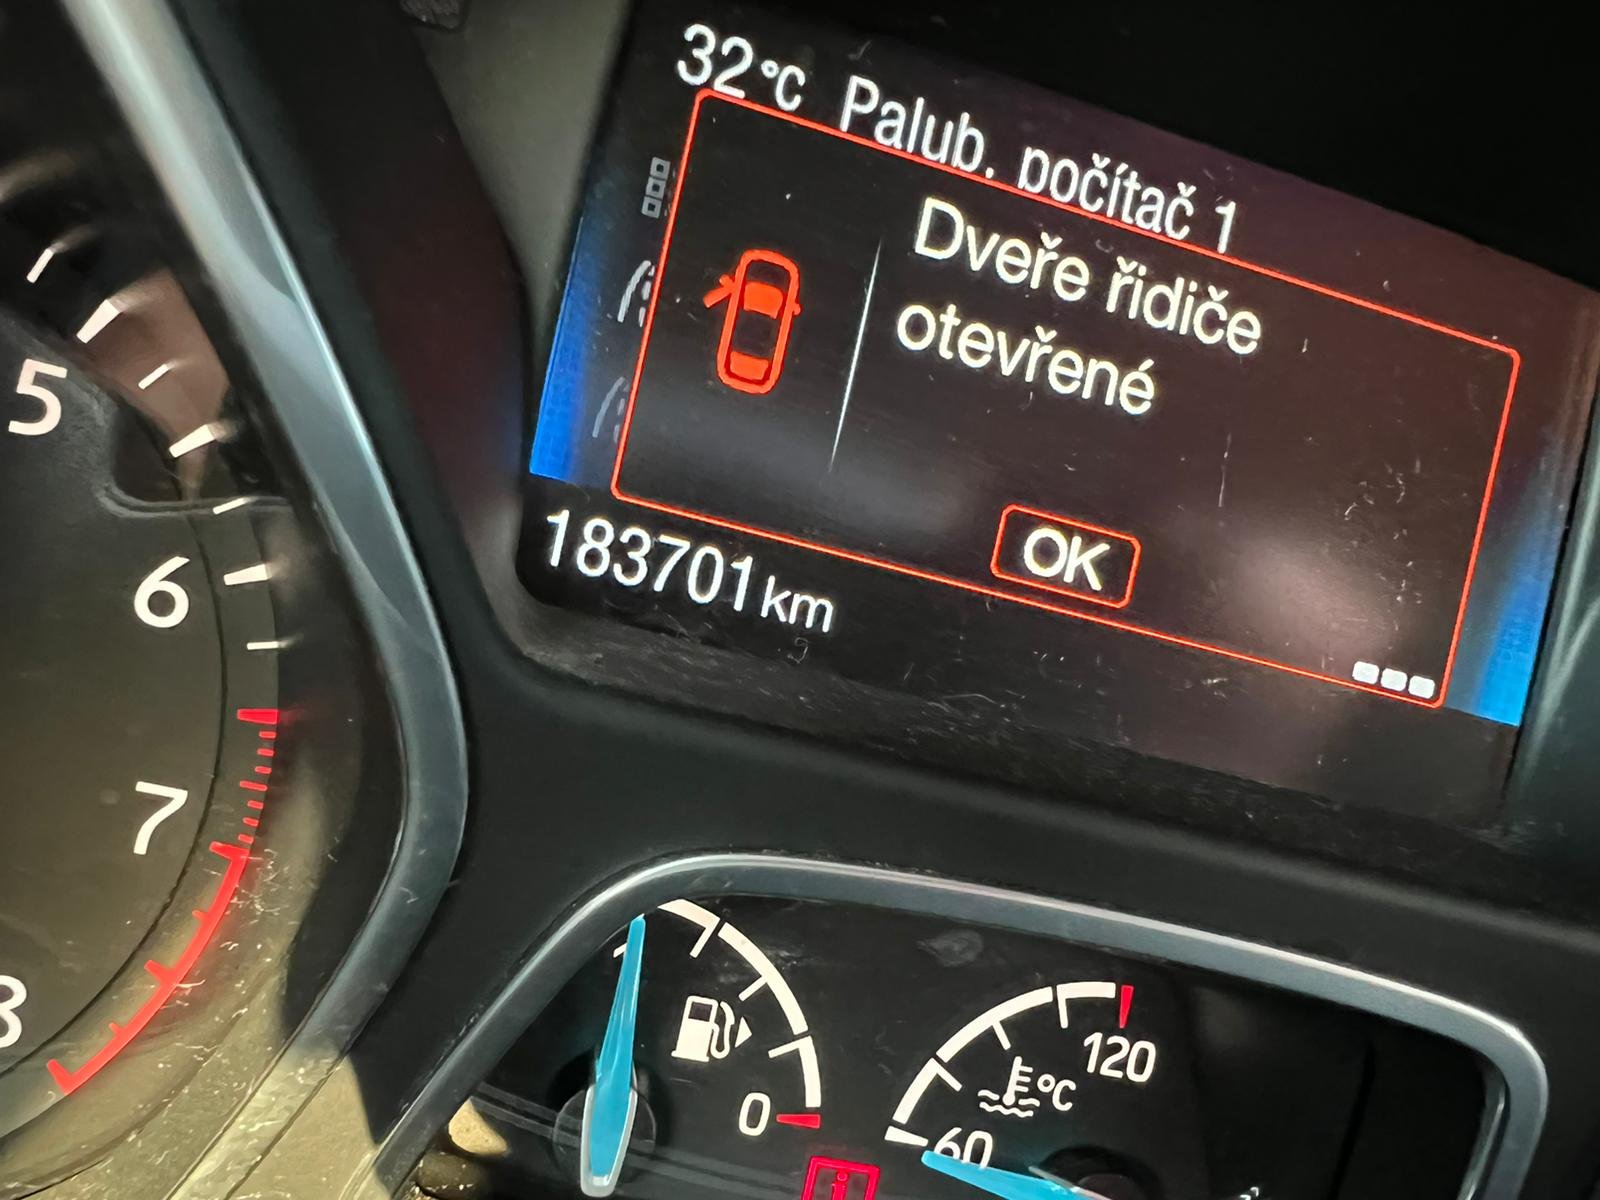 32°C Palub. počítač 1
Dveře řidiče
otevřené
OK
183701 km
5
6
7
8
0
°C
120
60